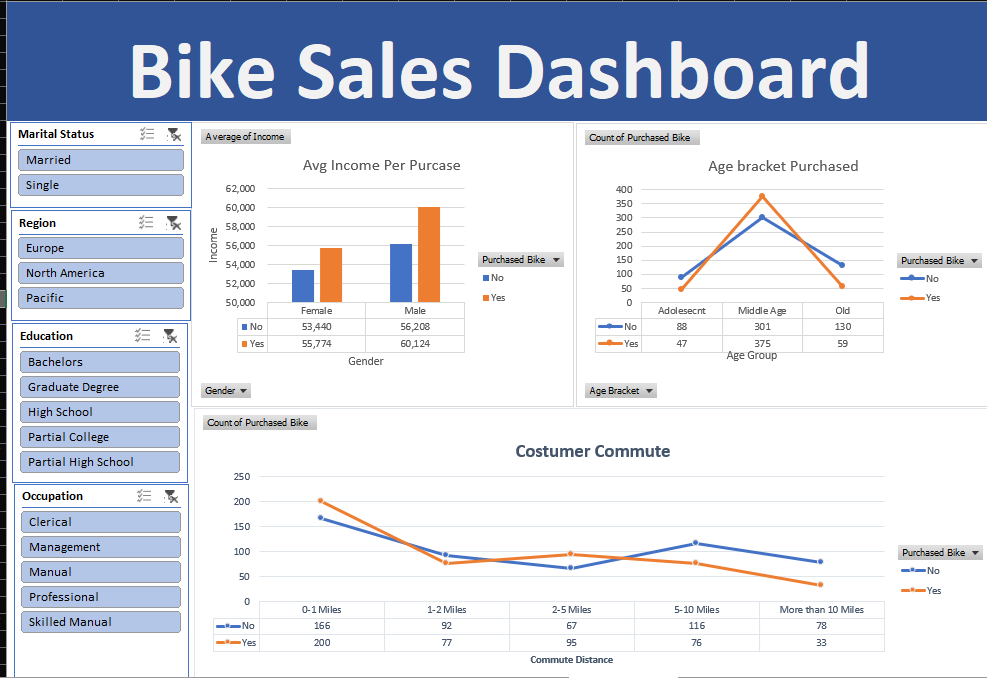 Bike Sales Dashboard
Marital Status
Married
Single
Region
Europe
North America
Pacific
Education
Bachelors
Graduate Degree
High School
Partial College
Partial High School
Occupation
Clerical
Management
Manual
Professional
Skilled Manual
Average of Income
Avg Income Per Purcase
62,000
60,000
58,000
56,000
54,000
52,000
50,000
Income
Female Male
No 53,440 56,208
Yes 55,774 60,124
Gender
Purchased Bike
No
Yes
Gender
Count of Purchased Bike
Age bracket Purchased
400
350
300
250
200
150
100
50
0
Adolesecnt Middle Age Old
No 88 301 130
Yes 47 375 59
Age Group
Purchased Bike
No
Yes
Age Bracket
Count of Purchased Bike
Costumer Commute
250
200
150
100
50
0
0-1 Miles 1-2 Miles 2-5 Miles 5-10 Miles More than 10 Miles
No 166 92 67 116 78
Yes 200 77 95 76 33
Commute Distance
Purchased Bike
No
Yes